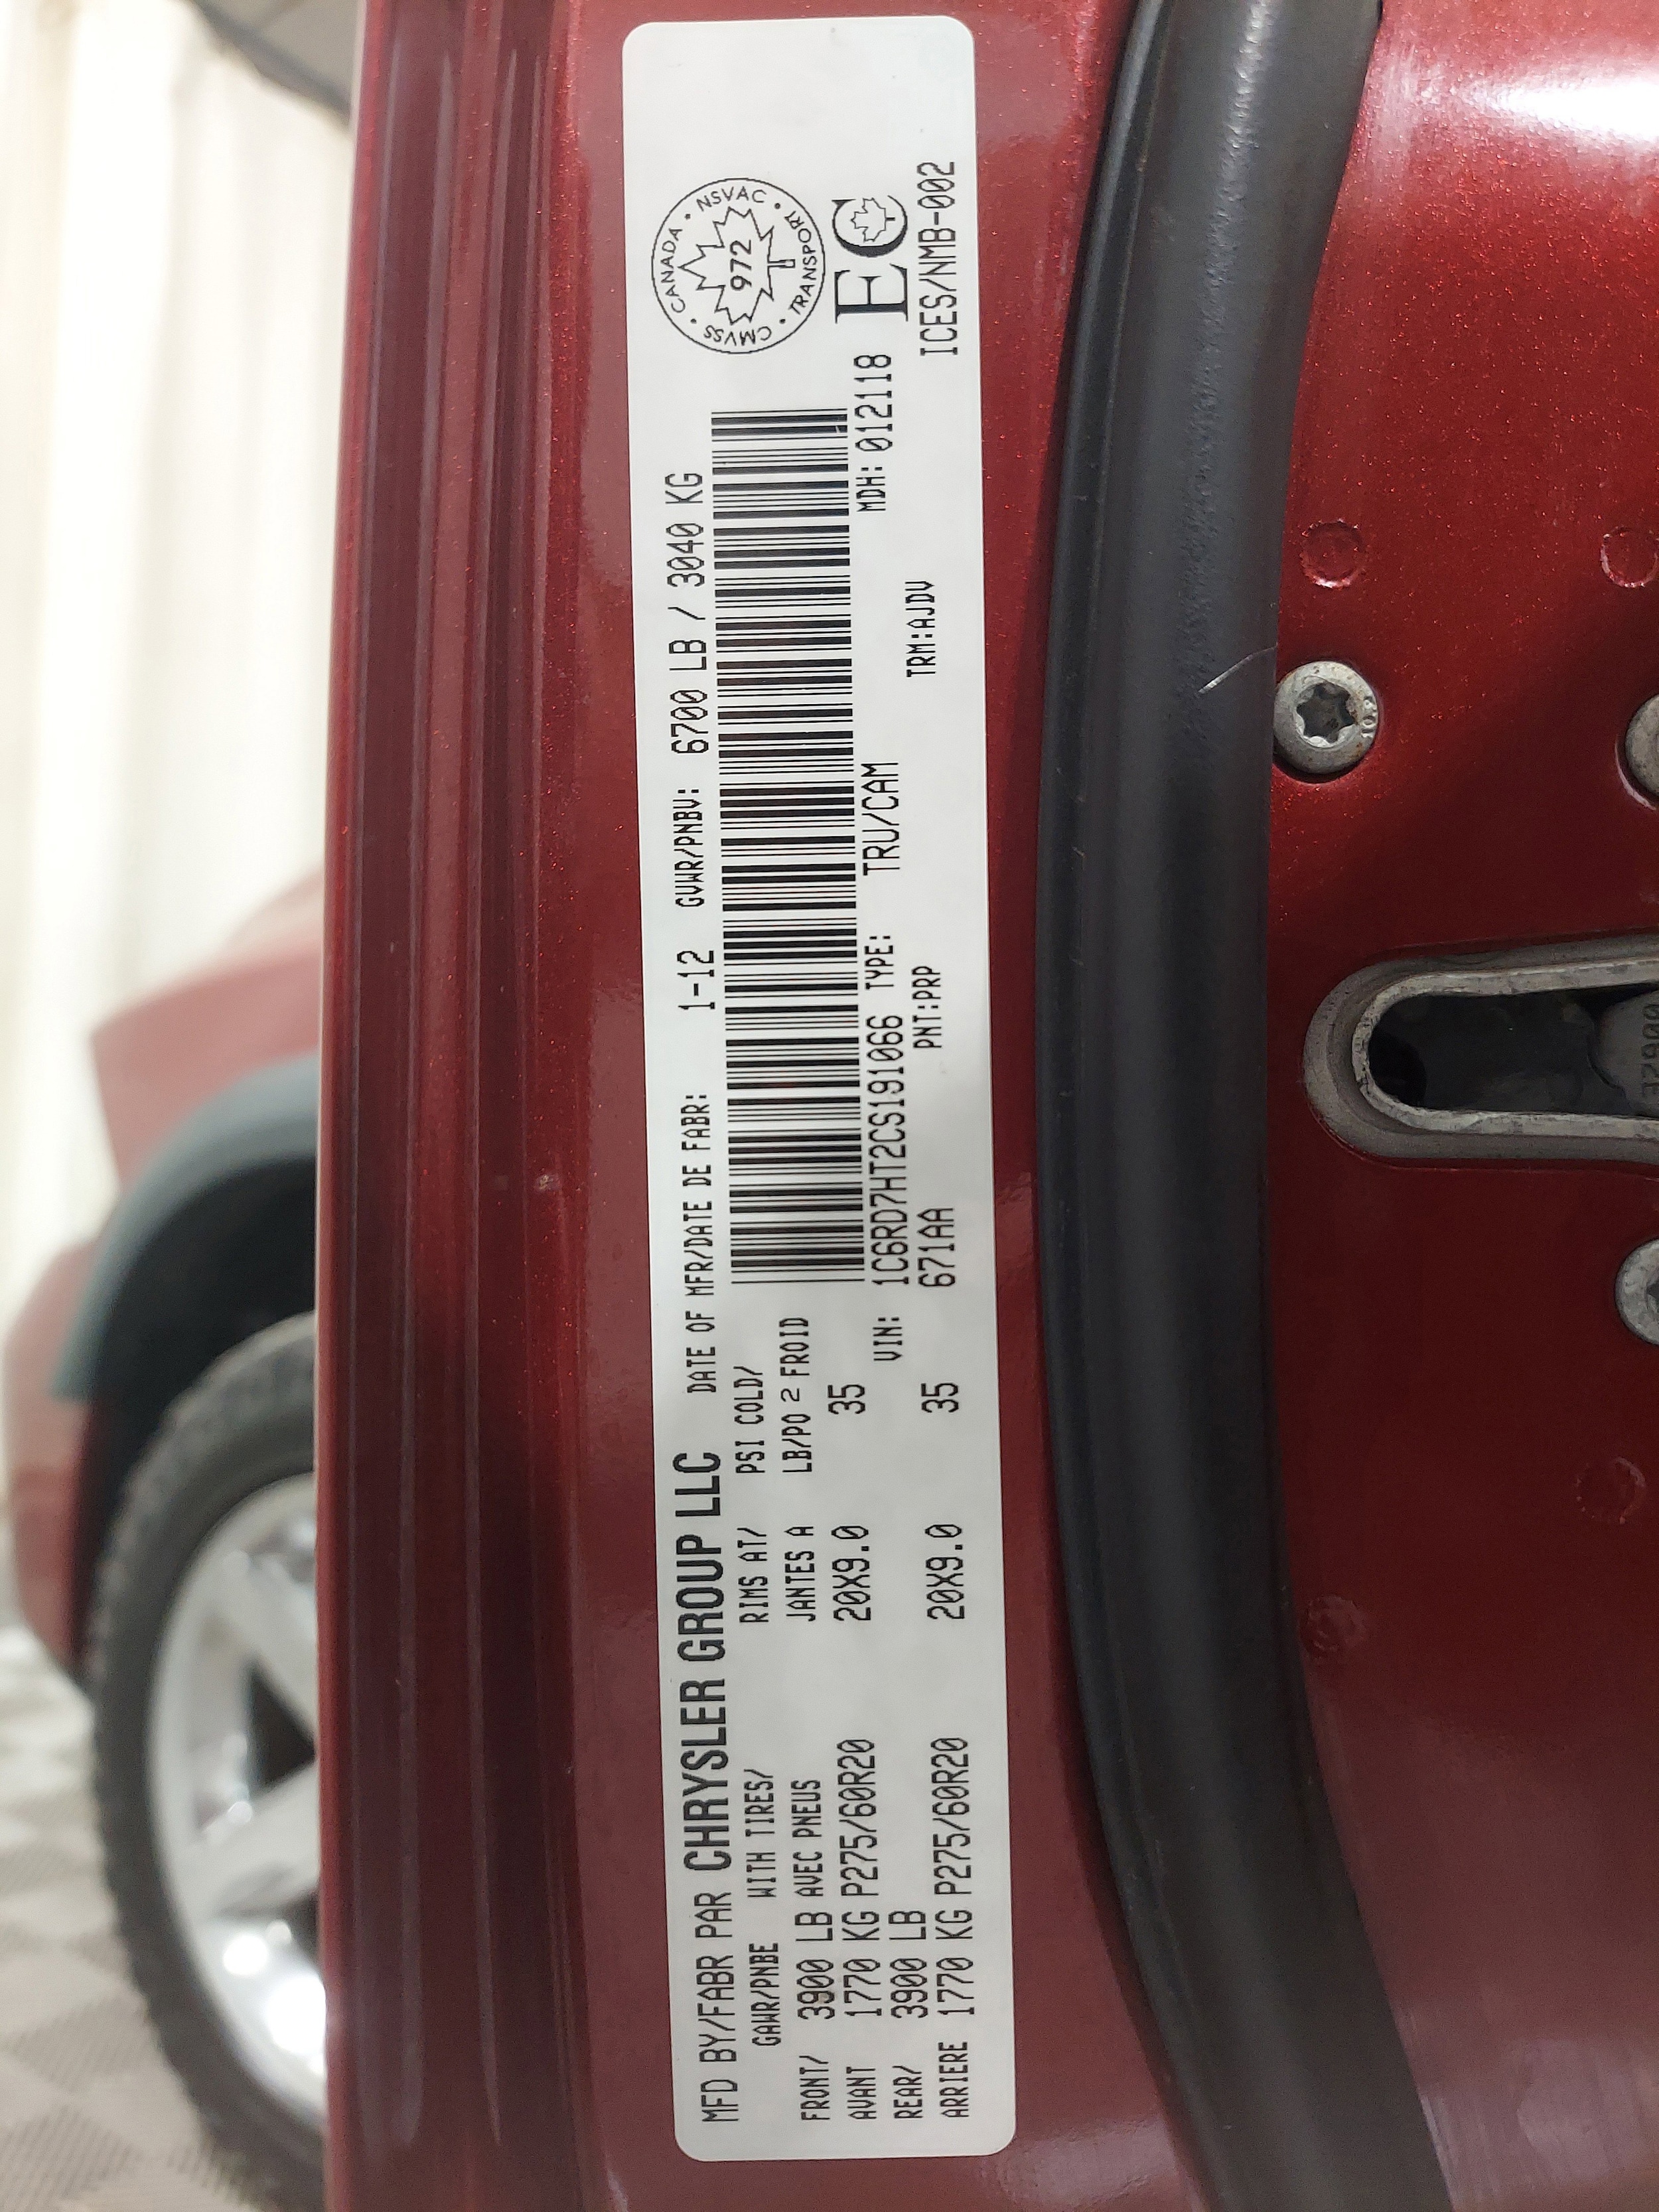 MFD BY/FABR PAR CHRYSLER GROUP LLC DATE OF MFR/DATE DE FABR: 1-12 GVWR/PNBV: 6700 LB / 3040 KG
GAWR/PNBE WITH TIRES/ RIMS AT/ PSI COLD/
FRONT/ 3900 LB AVEC PNEUS JANTES A LB/PO 2 FROID
AVANT 1770 KG P275/60R20 20X9.0 35
REAR/ 3900 LB
ARRIERE 1770 KG P275/60R20 20X9.0 35
VIN: 1C6RD7HT2CS191066 TYPE: TRU/CAM MDH: 012118
671AA PNT:PRP TRM:AJDV
CMVSS • CANADA • NSVAC • TRANSPORT •
972
EC
ICES/NMB-002
10.9